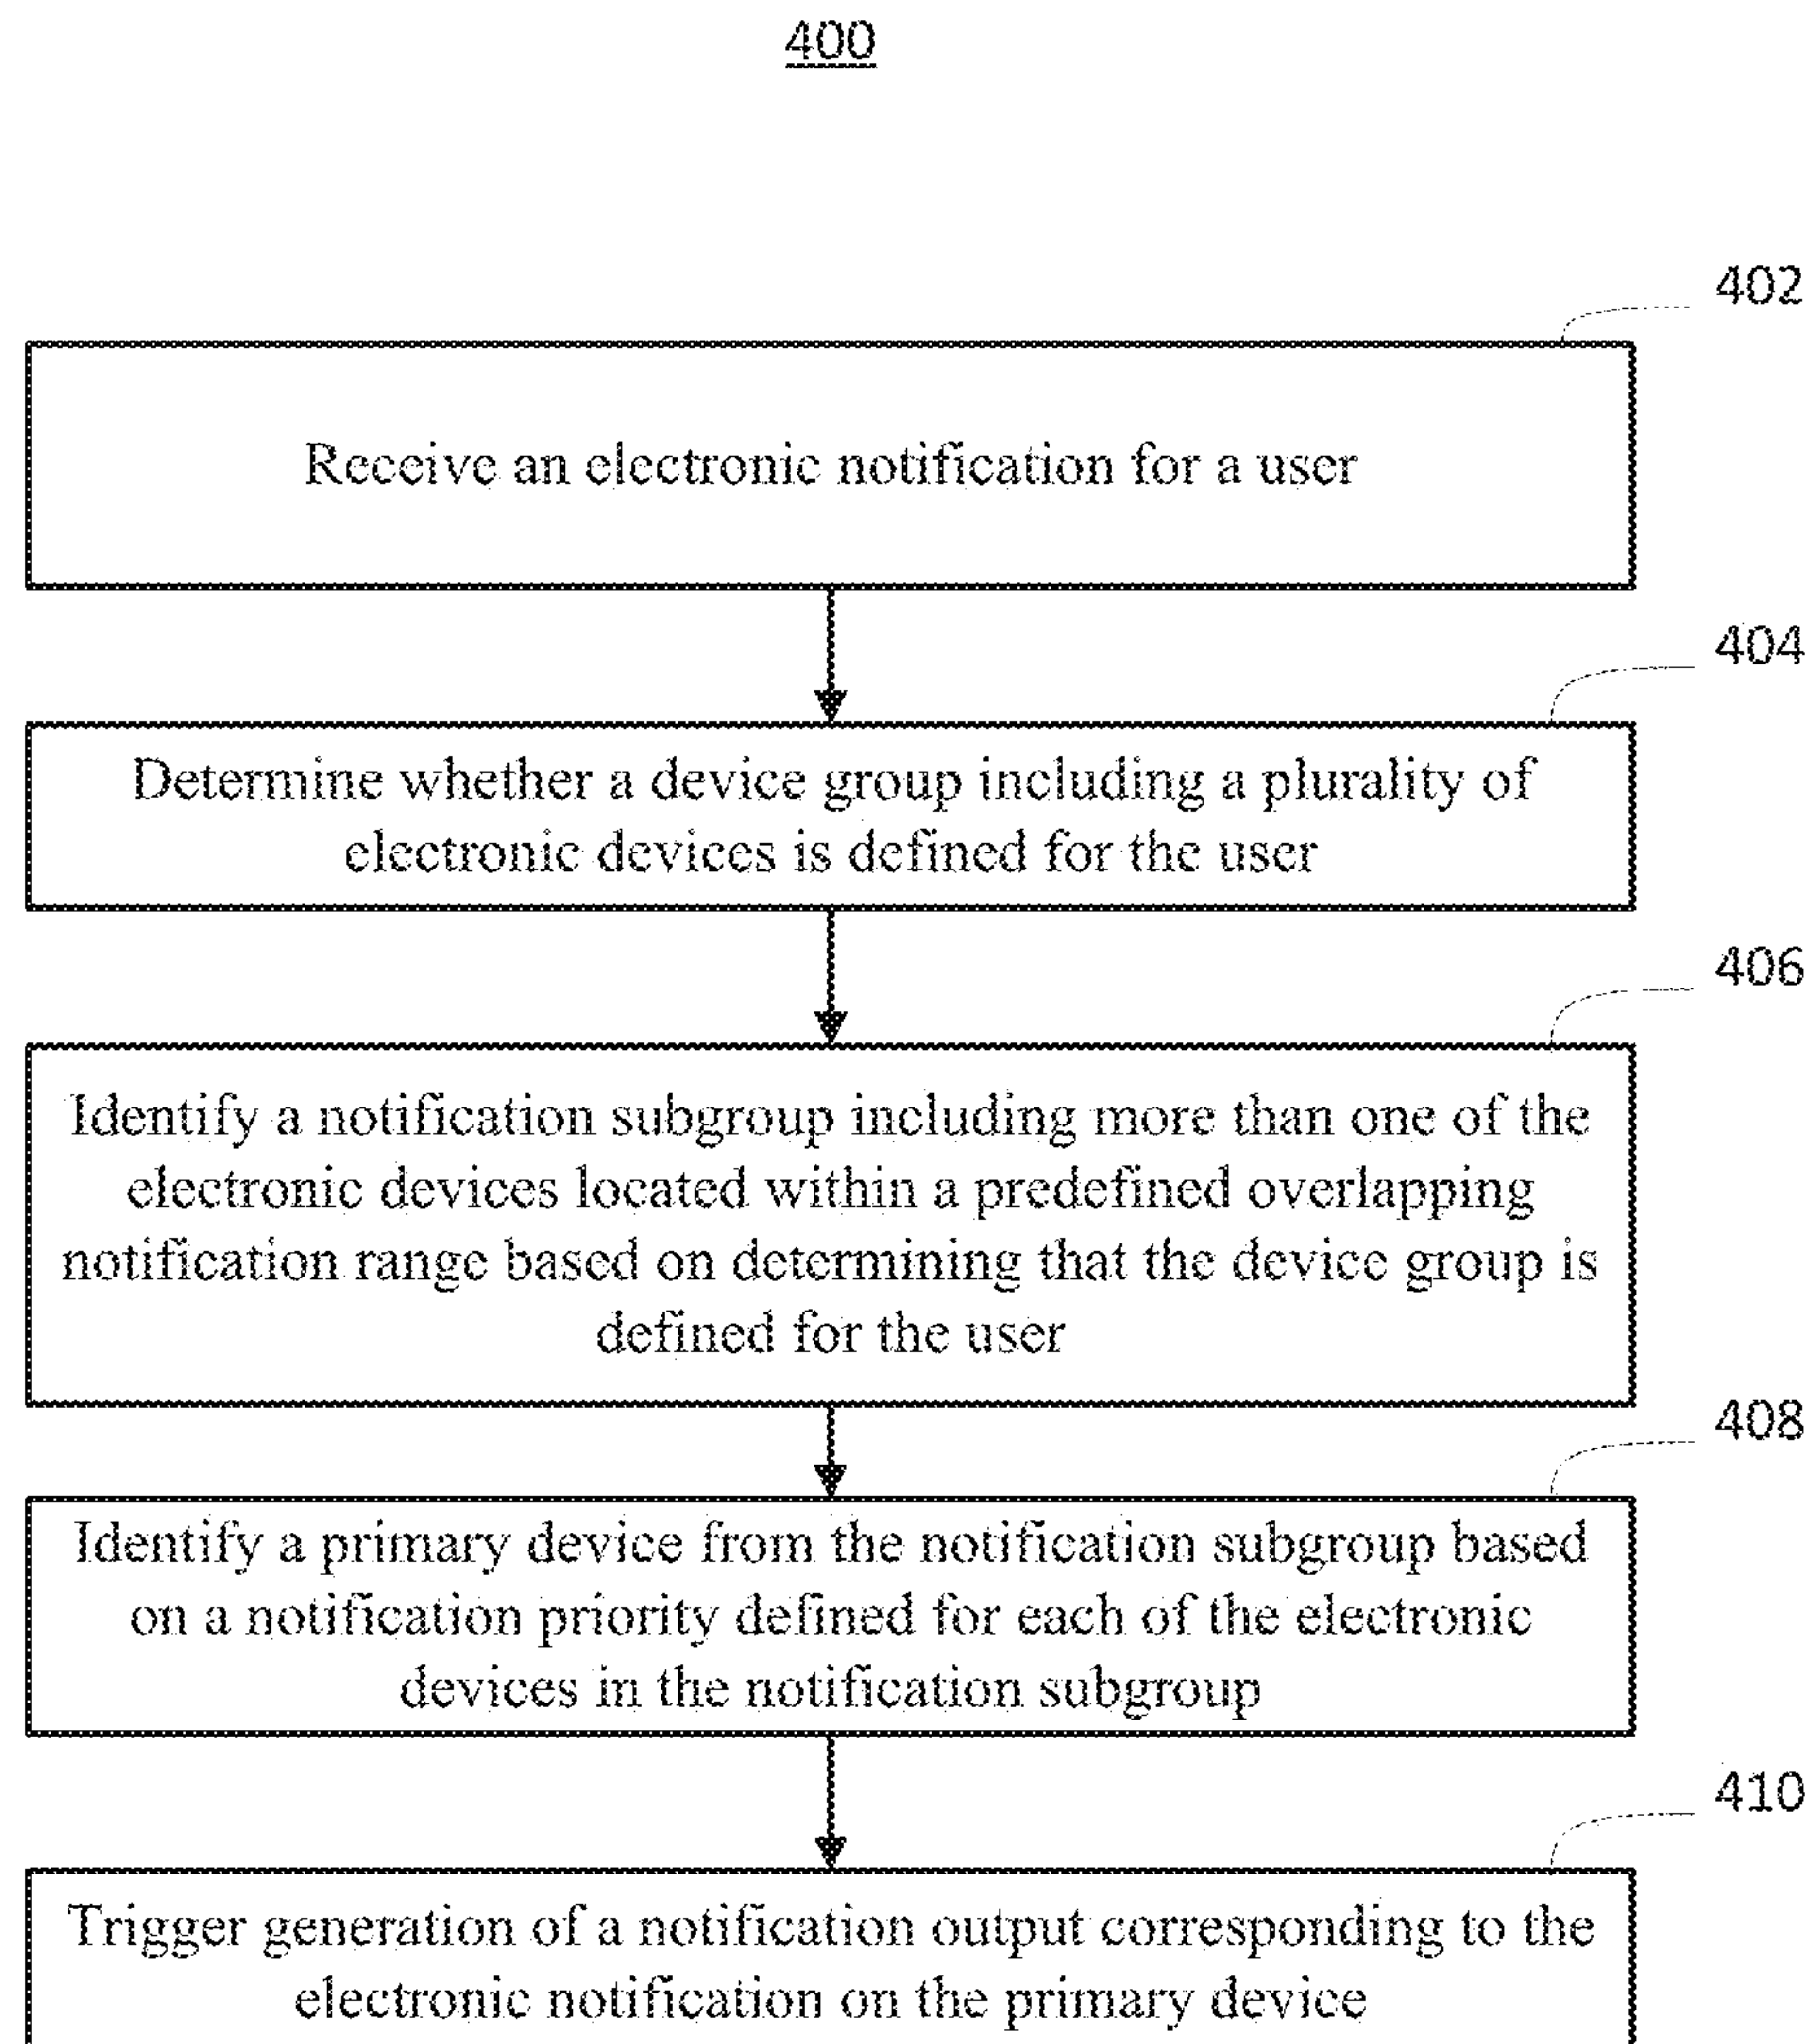 400
402
Receive an electronic notification for a user
404
Determine whether a device group including a plurality of
electronic devices is defined for the user
406
Identify a notification subgroup including more than one of the
electronic devices located within a predefined overlapping
notification range based on determining that the device group is
defined for the user
408
Identify a primary device from the notification subgroup based
on a notification priority defined for each of the electronic
devices in the notification subgroup
410
Trigger generation of a notification output corresponding to the
electronic notification on the primary device